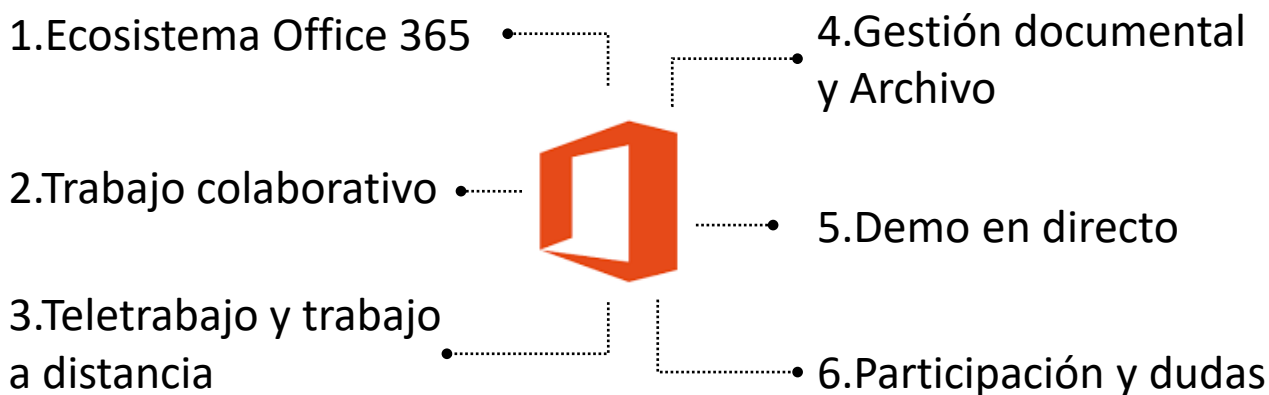 1.Ecosistema Office 365
2.Trabajo colaborativo
3.Teletrabajo y trabajo
a distancia
4.Gestión documental
y Archivo
5.Demo en directo
6.Participación y dudas